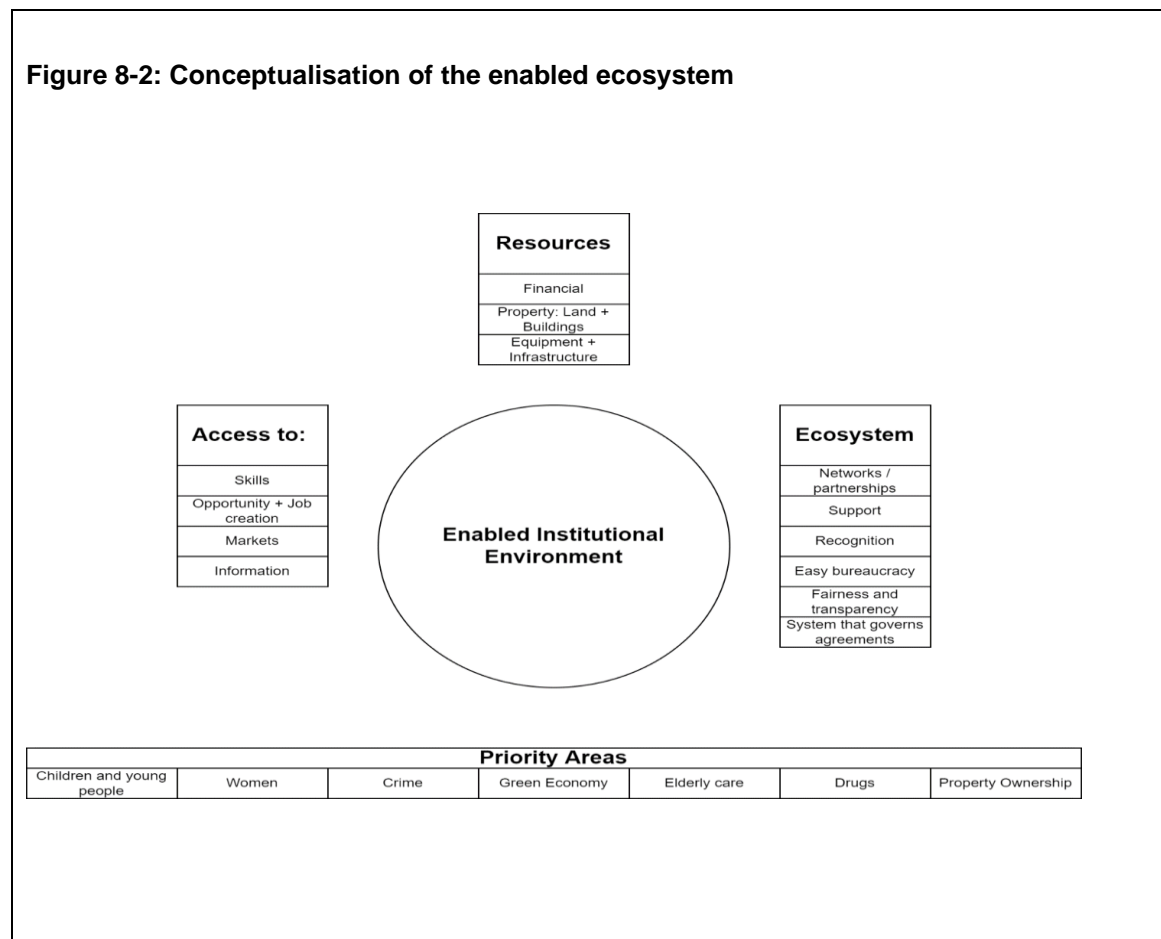 Figure 8-2: Conceptualisation of the enabled ecosystem
Resources
Financial
Property: Land +
Buildings
Equipment +
Infrastructure
Access to:
Skills
Opportunity + Job
creation
Markets
Information
Enabled Institutional
Environment
Ecosystem
Networks /
partnerships
Support
Recognition
Easy bureaucracy
Fairness and
transparency
System that governs
agreements
Priority Areas
Children and young
people
Women
Crime
Green Economy
Elderly care
Drugs
Property Ownership